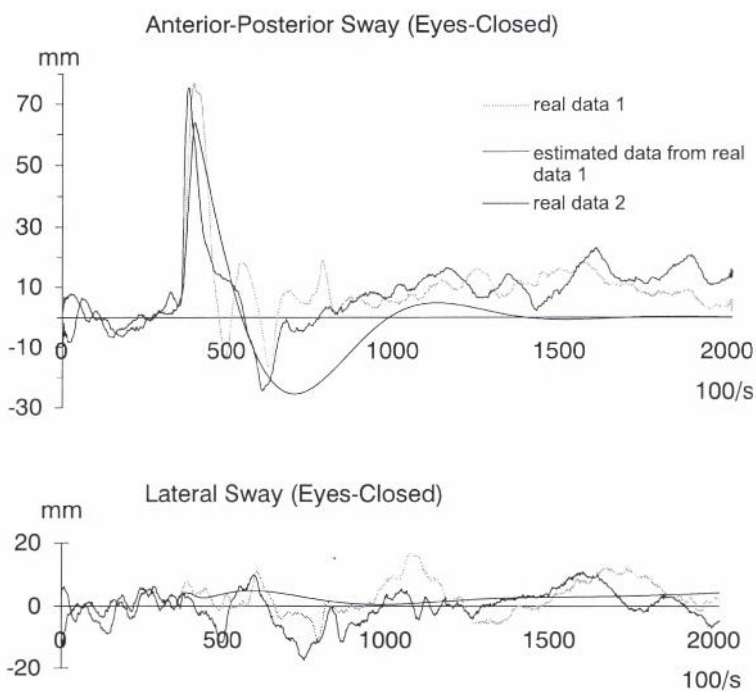 Anterior-Posterior Sway (Eyes-Closed)
mm
70
50
30
10
-10
-30
0
500
1000
1500
2000
100/s
real data 1
estimated data from real
data 1
real data 2
Lateral Sway (Eyes-Closed)
mm
20
0
-20
0
500
1000
1500
2000
100/s